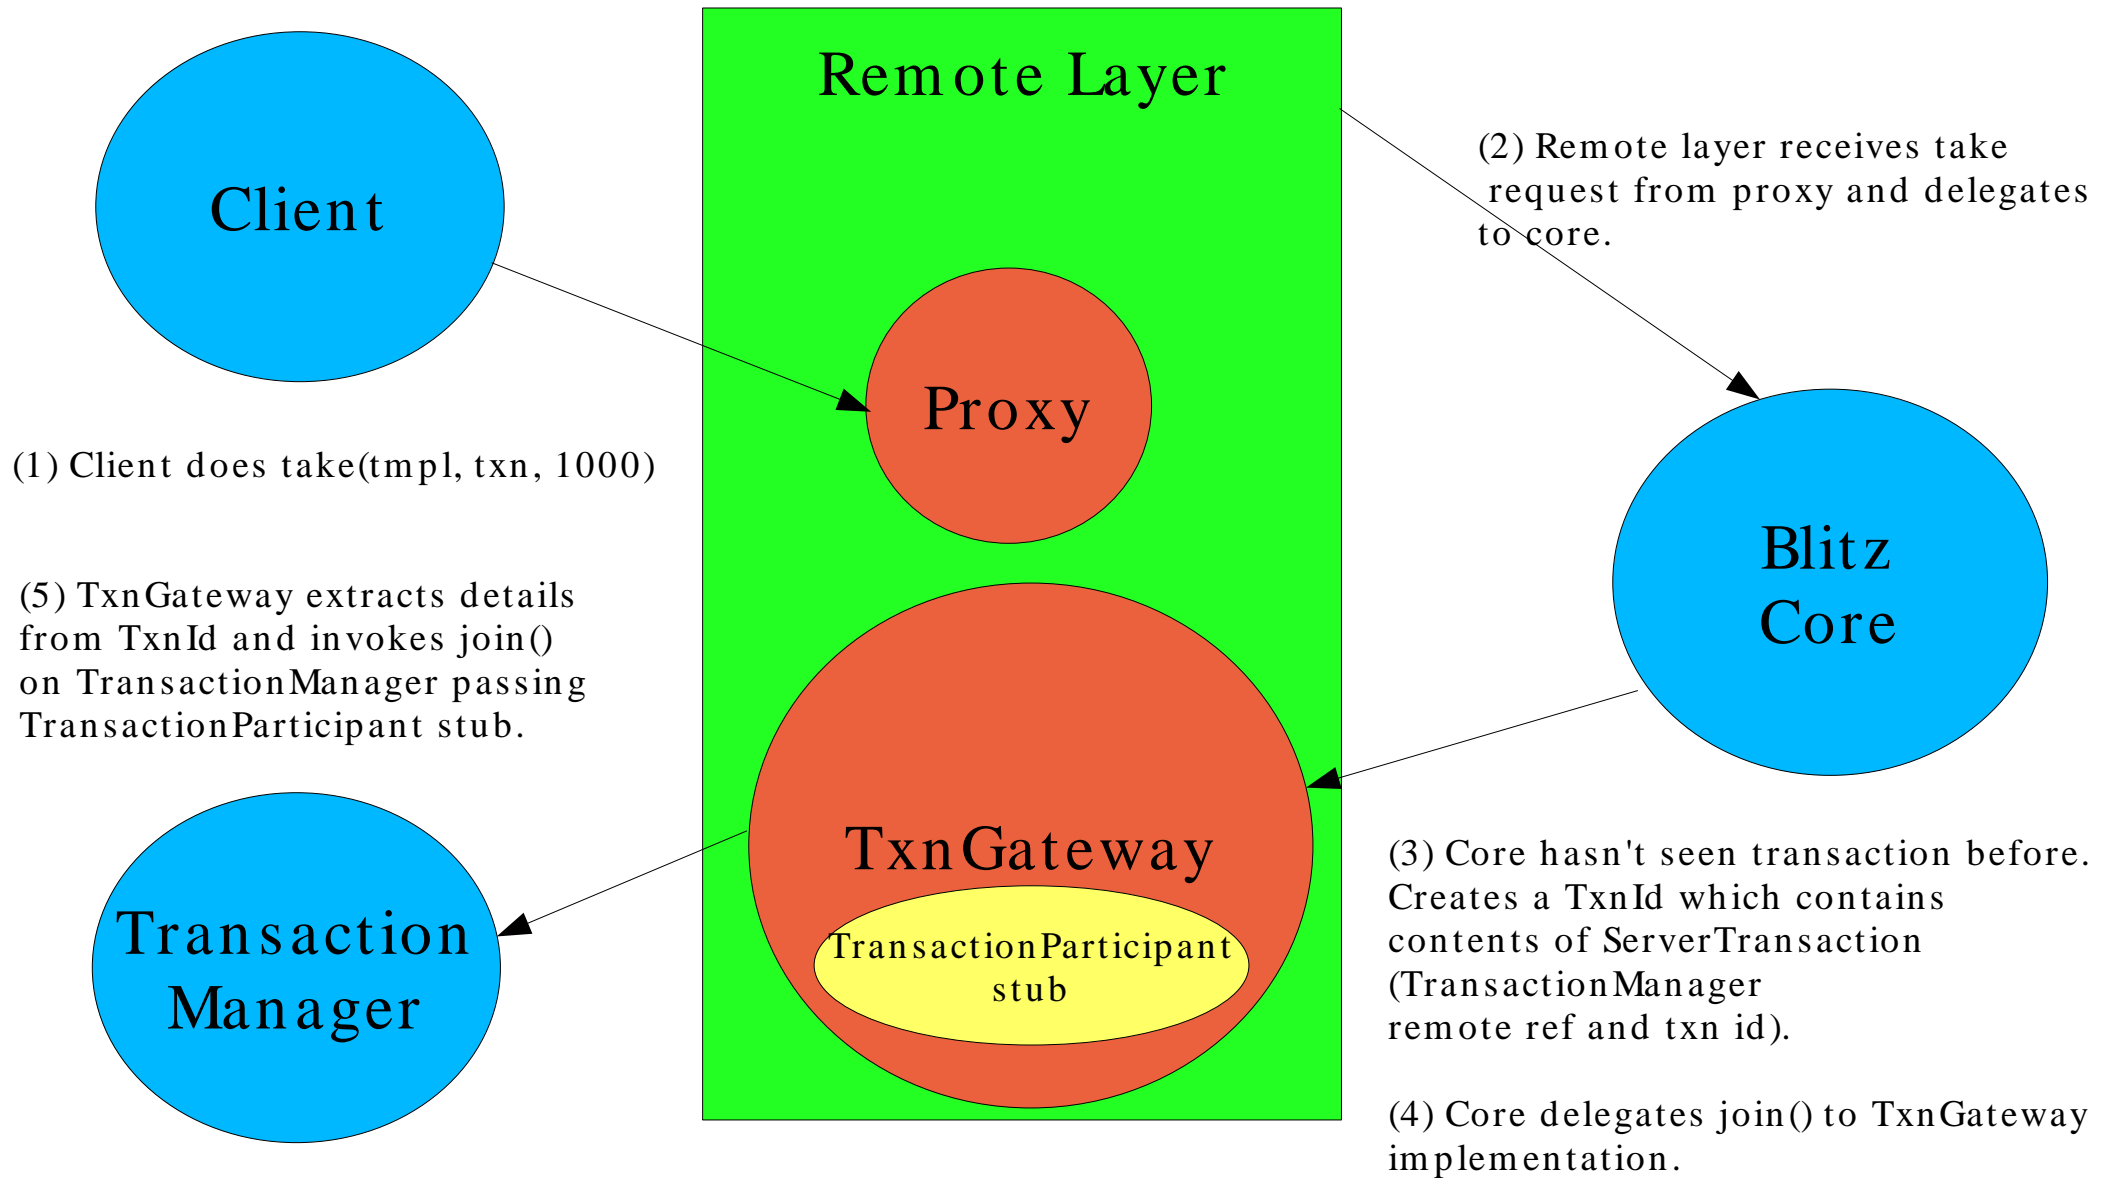 Remote Layer
Client
(2) Remote layer receives take
request from proxy and delegates
to core.
Proxy
(1) Client does take(tmpl, txn, 1000)
Blitz
Core
(5) TxnGateway extracts details
from TxnId and invokes join()
on TransactionManager passing
TransactionParticipant stub.
TxnGateway
TransactionParticipant
stub
Transaction
Manager
(3) Core hasn't seen transaction before.
Creates a TxnId which contains
contents of ServerTransaction
(TransactionManager
remote ref and txn id).
(4) Core delegates join() to TxnGateway
implementation.